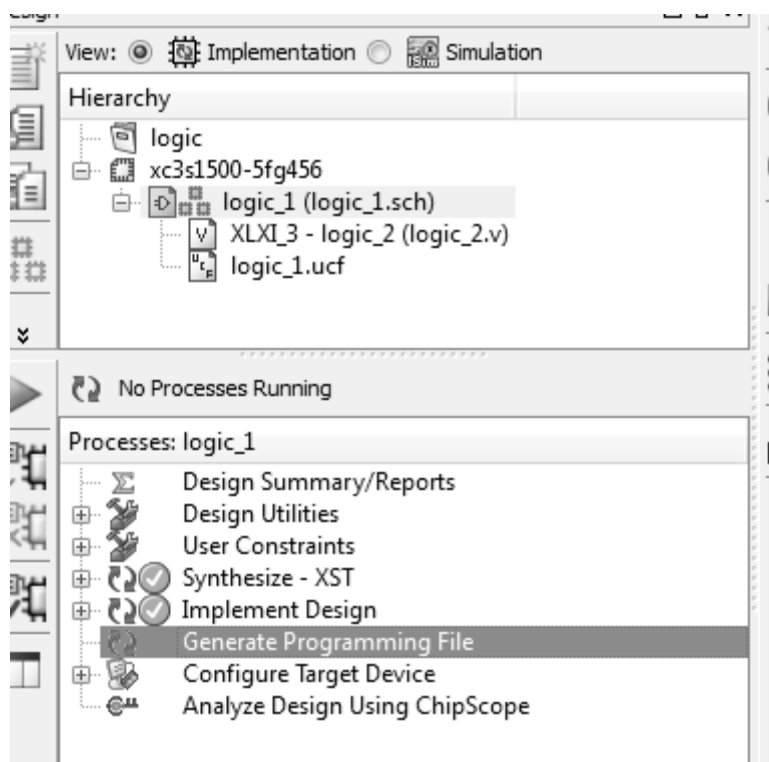 View: Implementation Simulation
Hierarchy
logic
xc3s1500-5fg456
logic_1 (logic_1.sch)
XLXI_3 - logic_2 (logic_2.v)
logic_1.ucf
No Processes Running
Processes: logic_1
Design Summary/Reports
Design Utilities
User Constraints
Synthesize - XST
Implement Design
Generate Programming File
Configure Target Device
Analyze Design Using ChipScope